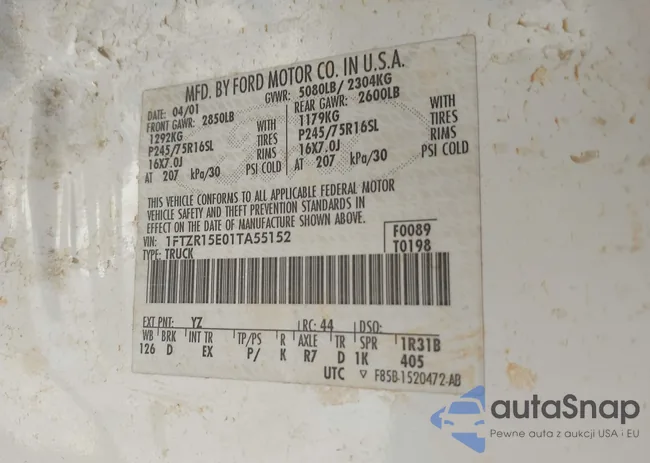 MFD. BY FORD MOTOR CO. IN U.S.A.
DATE: 04/01 GVWR: 5080LB/ 2304KG
FRONT GAWR: 2850LB REAR GAWR: 2600LB
1292KG WITH 1179KG WITH
P245/75R16SL TIRES P245/75R16SL TIRES
16X7.0J RINS 16X7.0J RINS
AT 207 kPa/30 PSI COLD AT 207 kPa/30 PSI COLD
THIS VEHICLE CONFORMS TO ALL APPLICABLE FEDERAL MOTOR
VEHICLE SAFETY AND THEFT PREVENTION STANDARDS IN
EFFECT ON THE DATE OF MANUFACTURE SHOWN ABOVE.
VIN: 1FTZR15E01TA55152 F0089
TYPE: TRUCK T0198
EXT PNT: YZ RC: 44 DSO:
WB BRK INT TR TP/PS R AXLE TR SPR 1R31B
126 D EX P/ K R7 D 1K 405
UTC ▽ F85B-1520472-AB
autaSnap
Pewne auta z aukcji USA i EU